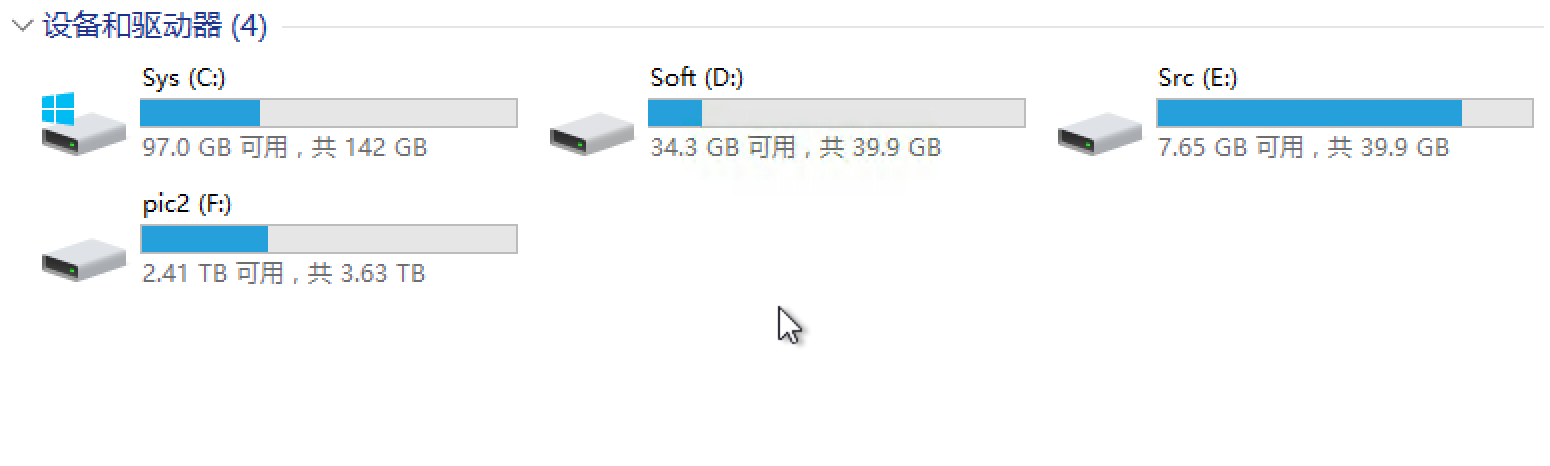 设备和驱动器 (4)
Sys (C:)
97.0 GB 可用，共 142 GB
Soft (D:)
34.3 GB 可用，共 39.9 GB
Src (E:)
7.65 GB 可用，共 39.9 GB
pic2 (F:)
2.41 TB 可用，共 3.63 TB